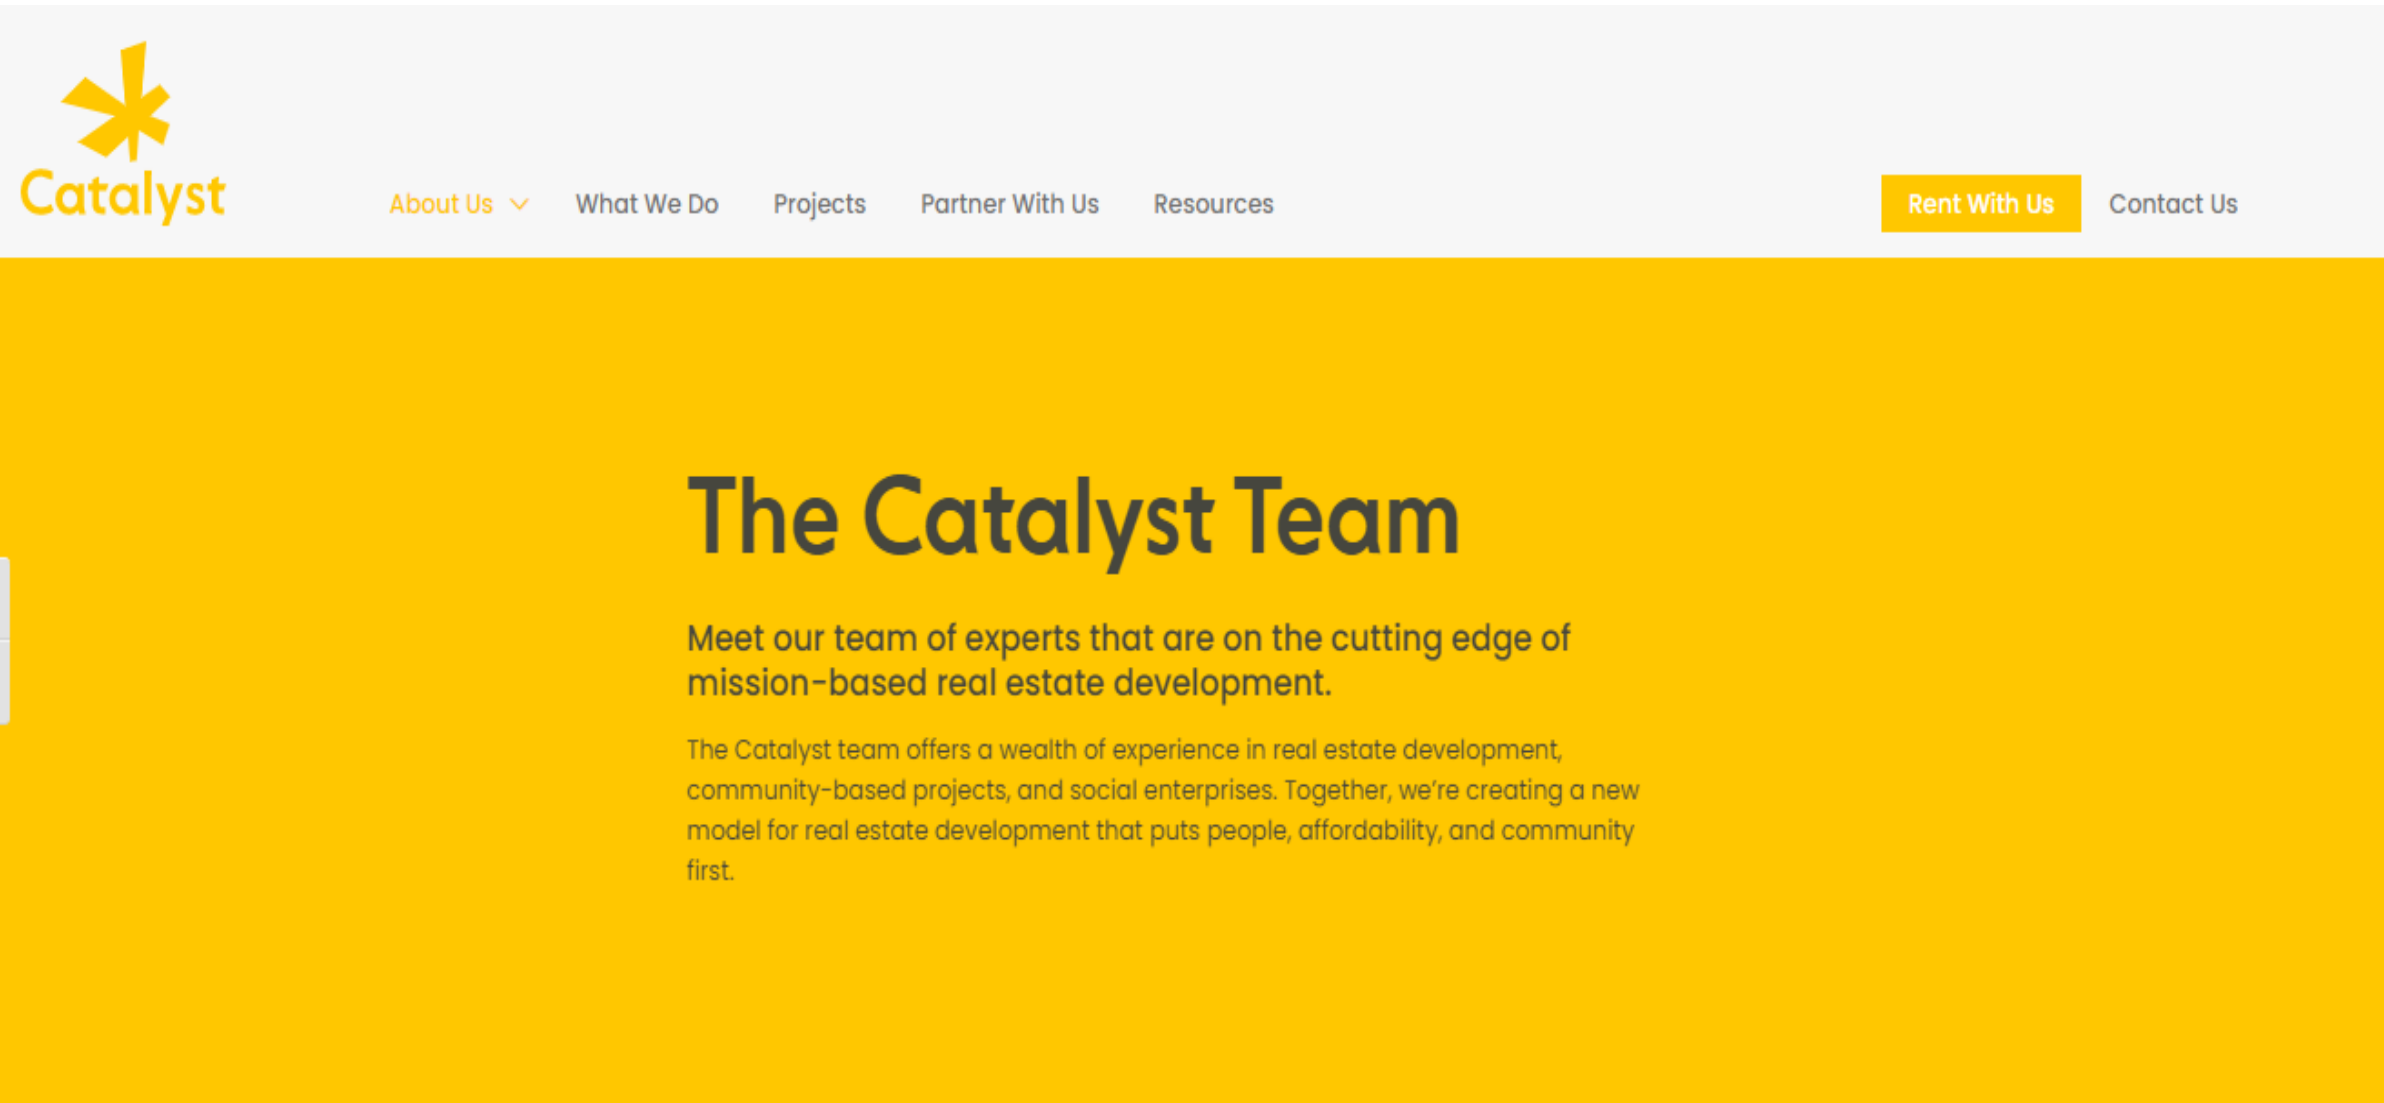 Catalyst
About Us
What We Do
Projects
Partner With Us
Resources
Rent With Us
Contact Us
The Catalyst Team
Meet our team of experts that are on the cutting edge of
mission-based real estate development.
The Catalyst team offers a wealth of experience in real estate development,
community-based projects, and social enterprises. Together, we’re creating a new
model for real estate development that puts people, affordability, and community
first.